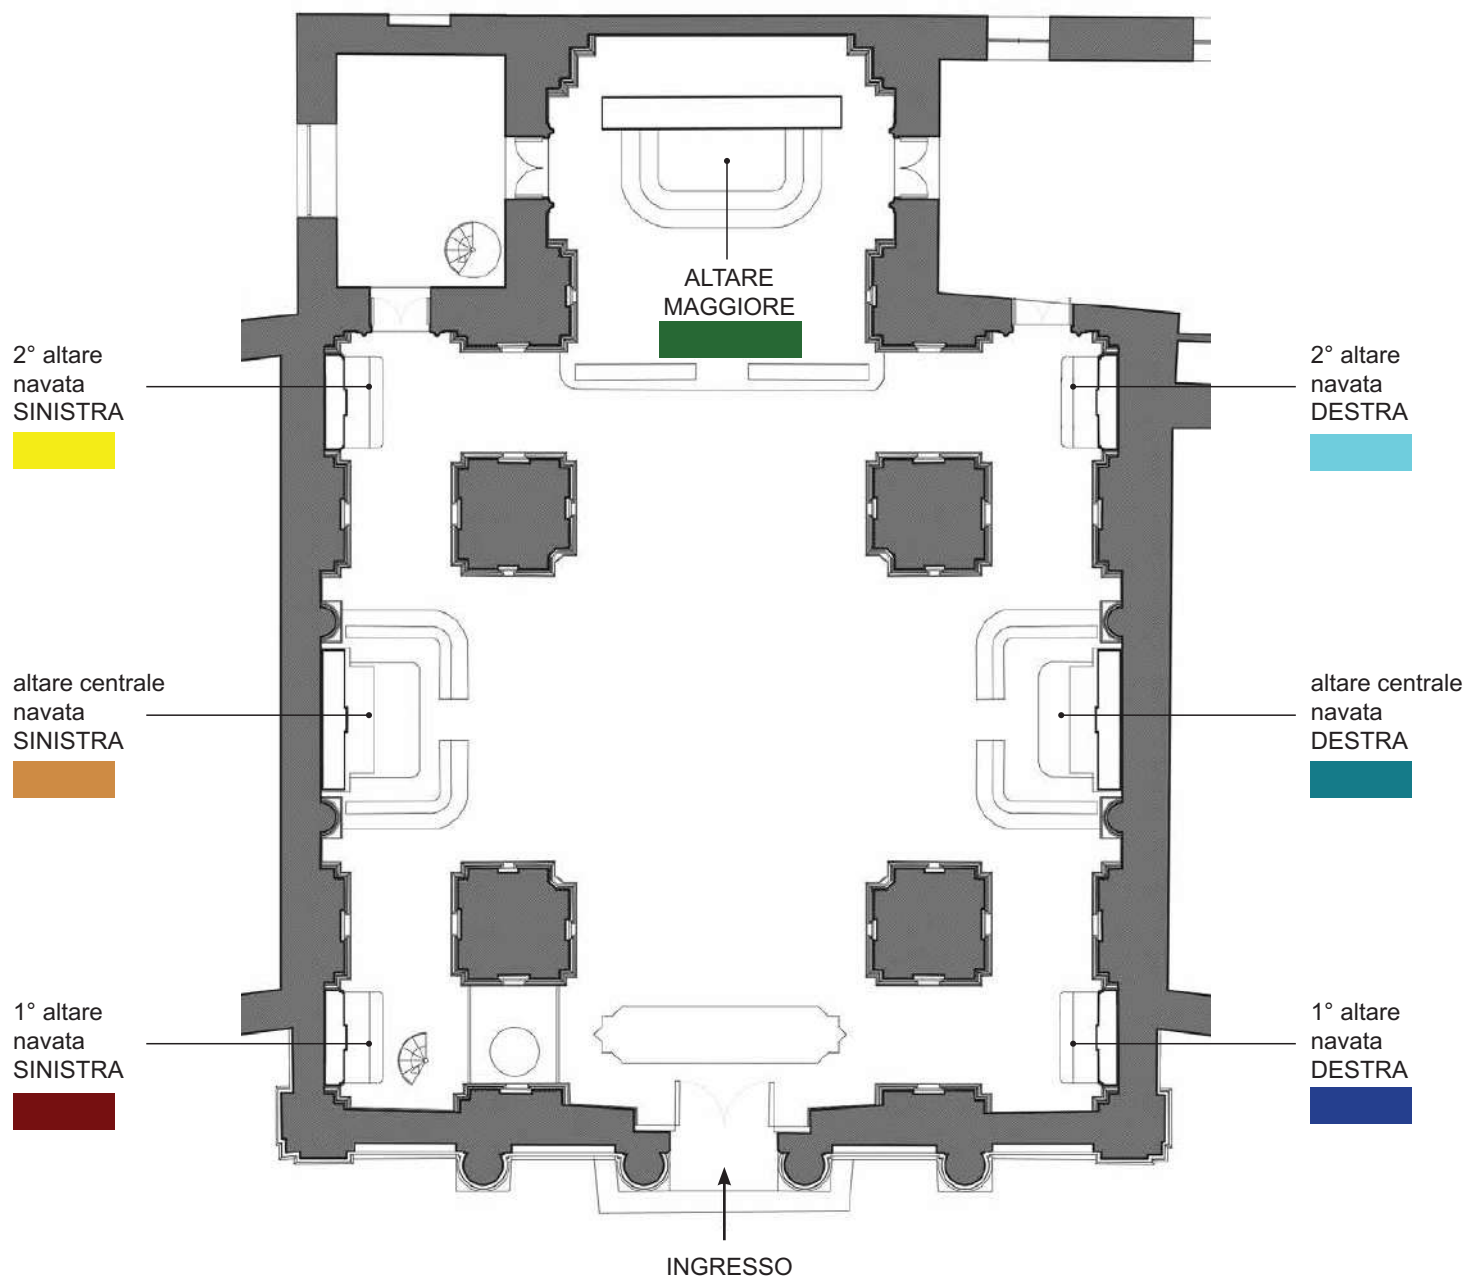 ALTARE
MAGGIORE
2° altare
navata
SINISTRA
2° altare
navata
DESTRA
altare centrale
navata
SINISTRA
altare centrale
navata
DESTRA
1° altare
navata
SINISTRA
1° altare
navata
DESTRA
INGRESSO